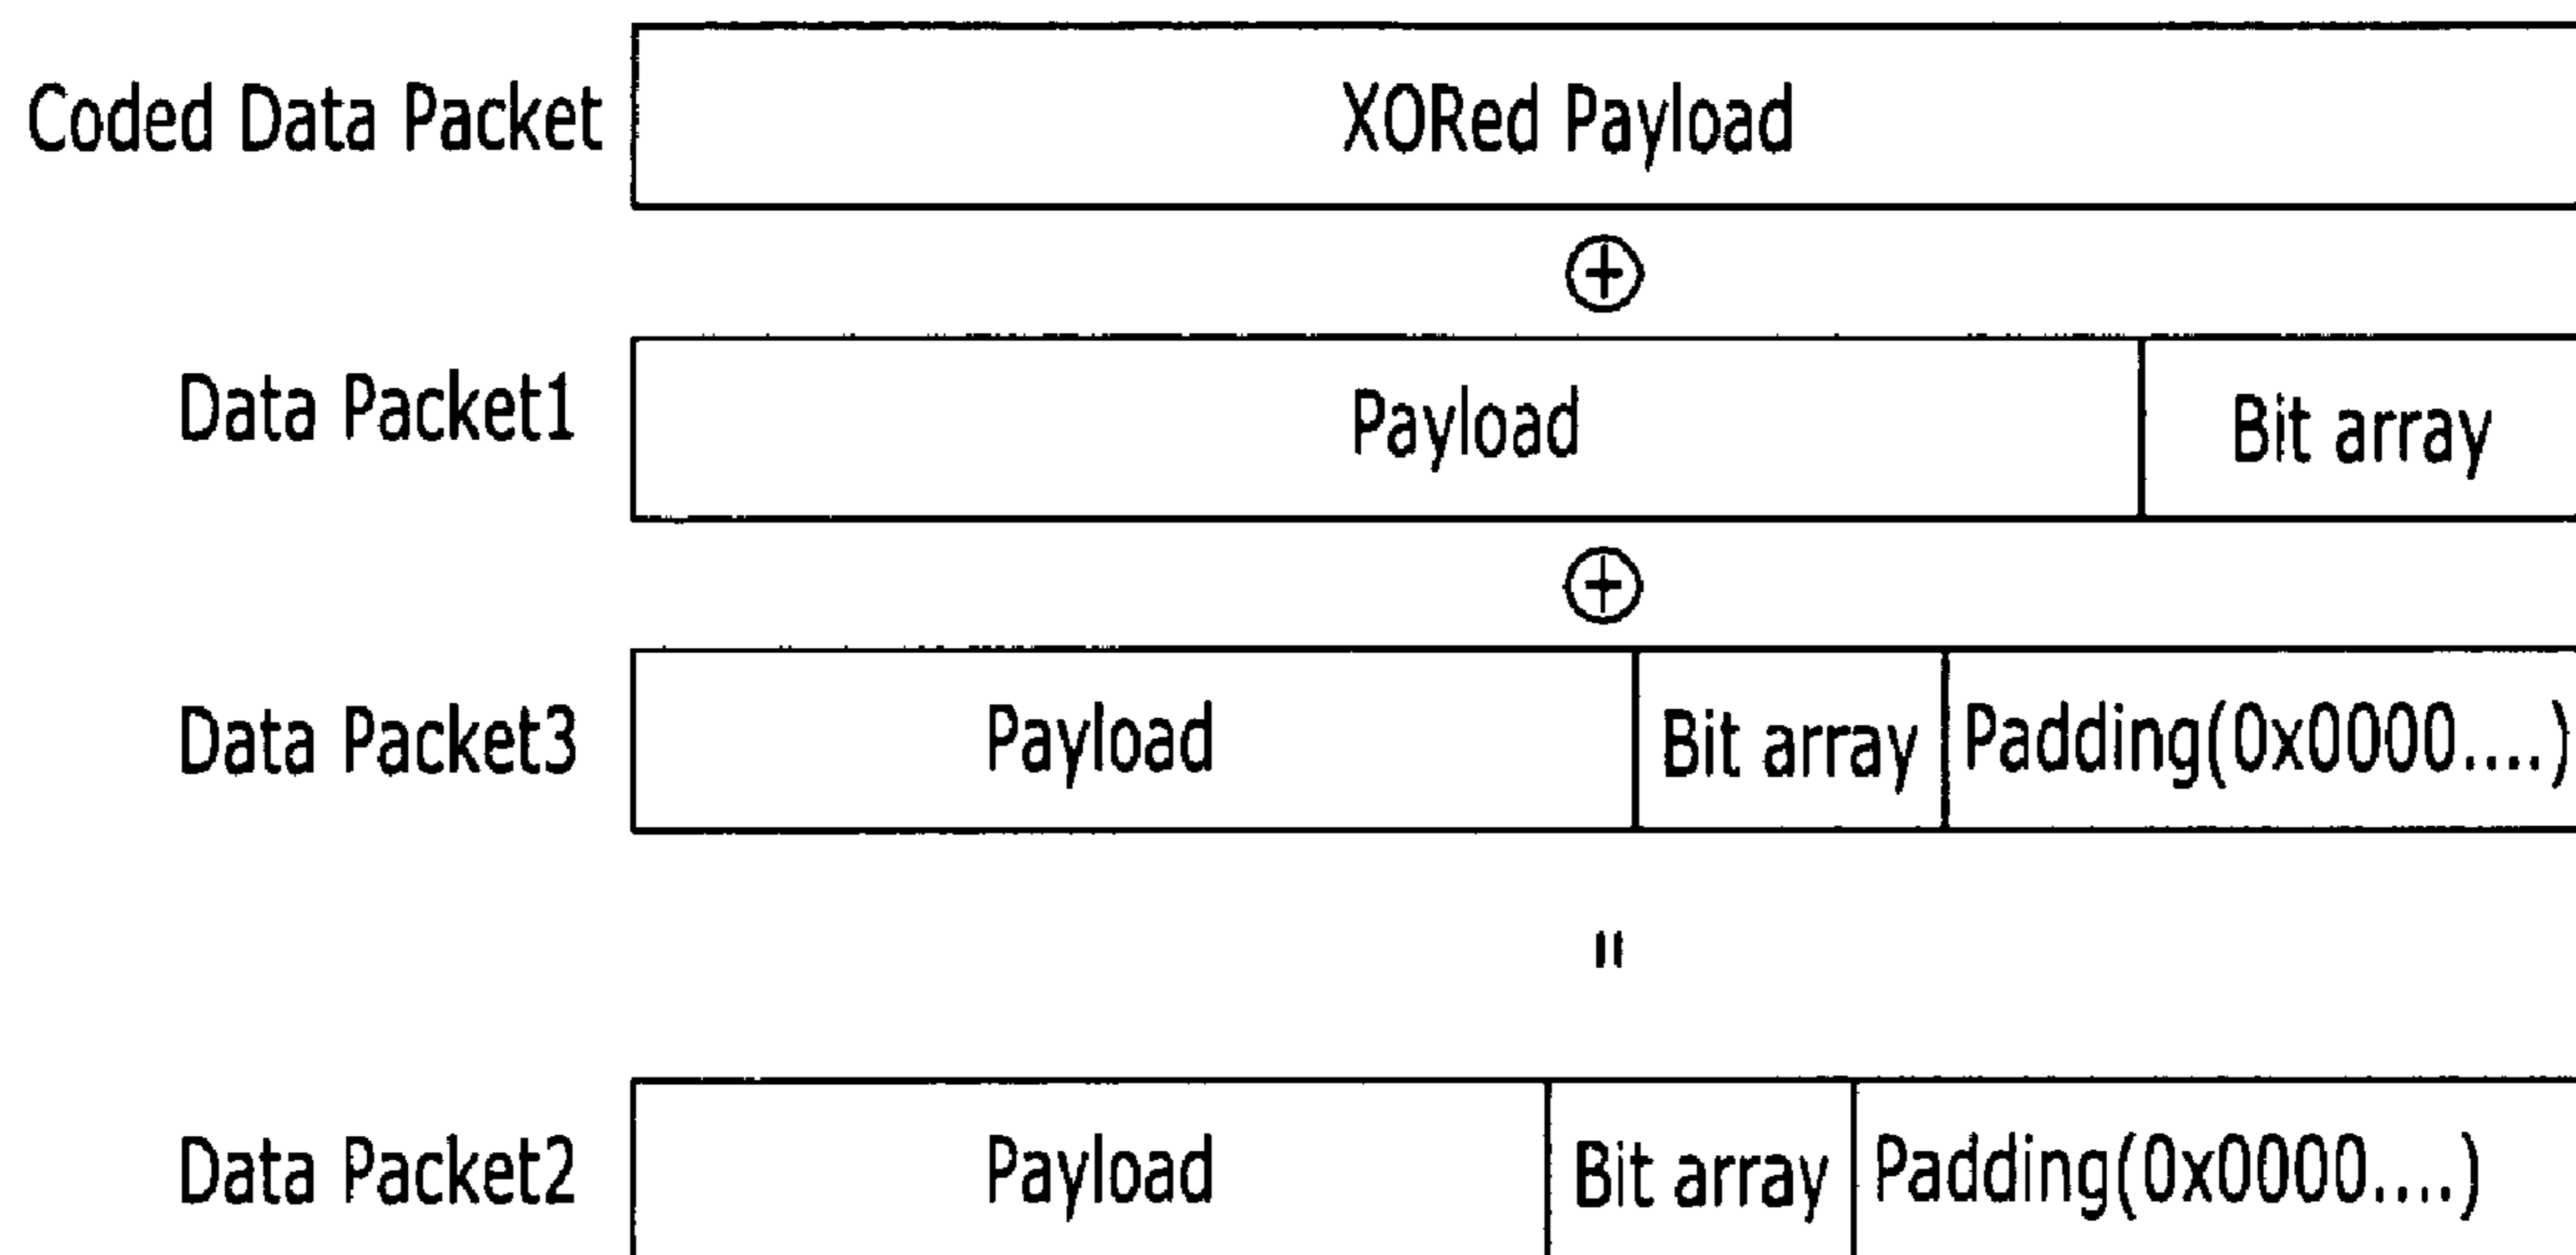 Coded Data Packet XORed Payload
⊕
Data Packet1 Payload Bit array
⊕
Data Packet3 Payload Bit array Padding(0x0000....)
=
Data Packet2 Payload Bit array Padding(0x0000....)